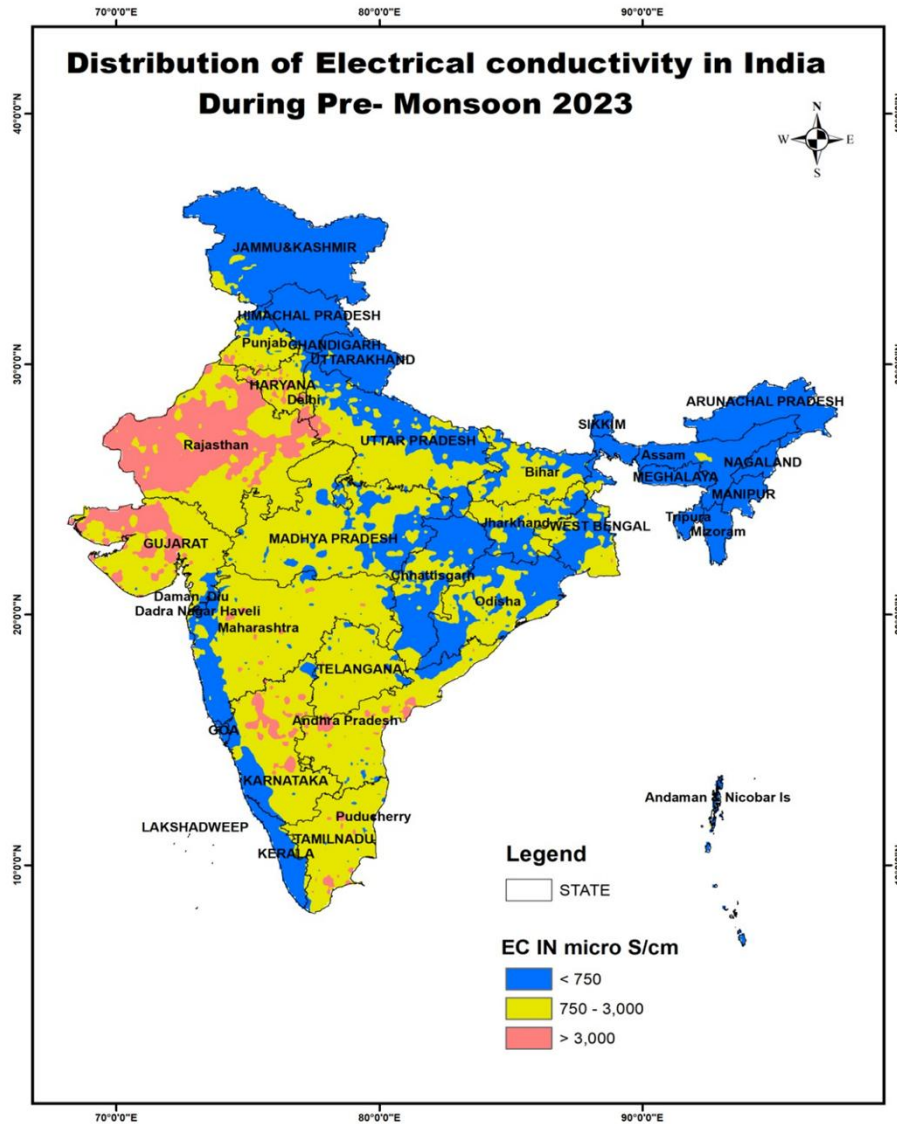 70°0'0"E 80°0'0"E 90°0'0"E
Distribution of Electrical conductivity in India
During Pre- Monsoon 2023
40°0'0"N
N
W E
S
JAMMU&KASHMIR
HIMACHAL PRADESH
Punjab CHANDIGARH
UTTARAKHAND
30°0'0"N
HARYANA
Delhi
ARUNACHAL PRADESH
SIKKIM
Rajasthan
UTTAR PRADESH
Assam
NAGALAND
Bihar
MEGHALAYA
MANIPUR
Tripura
Mizoram
Jharkhand WEST BENGAL
MADHYA PRADESH
GUJARAT
Chhattisgarh
Odisha
Daman Diu
Dadra Nagar Haveli
20°0'0"N
Maharashtra
TELANGANA
Andhra Pradesh
GOA
KARNATAKA
Andaman Nicobar Is
Puducherry
LAKSHADWEEP
TAMILNADU
KERALA
10°0'0"N
Legend
STATE
EC IN micro S/cm
< 750
750 - 3,000
> 3,000
70°0'0"E 80°0'0"E 90°0'0"E